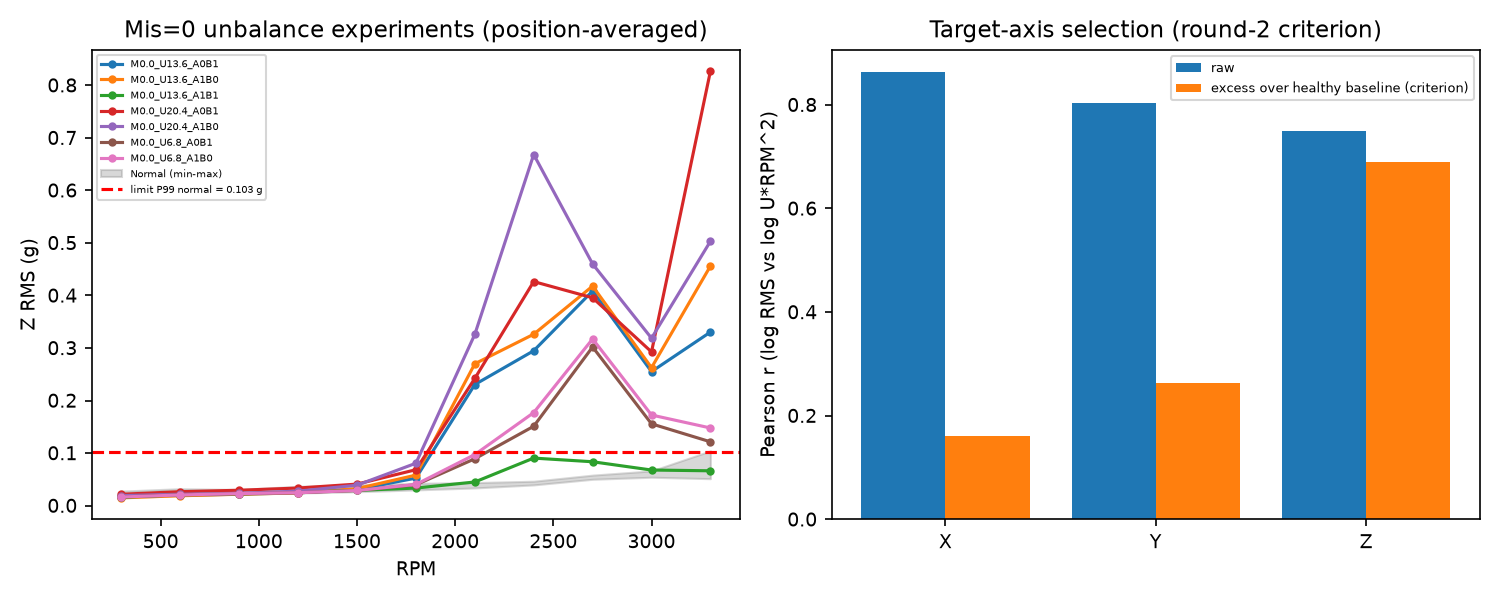 Mis=0 unbalance experiments (position-averaged)
M0.0_U13.6_A0B1
M0.0_U13.6_A1B0
M0.0_U13.6_A1B1
M0.0_U20.4_A0B1
M0.0_U20.4_A1B0
M0.0_U6.8_A0B1
M0.0_U6.8_A1B0
Normal (min-max)
limit P99 normal = 0.103 g
Z RMS (g)
0.8
0.7
0.6
0.5
0.4
0.3
0.2
0.1
0.0
500 1000 1500 2000 2500 3000
RPM
Target-axis selection (round-2 criterion)
raw
excess over healthy baseline (criterion)
Pearson r (log RMS vs log U*RPM^2)
0.8
0.6
0.4
0.2
0.0
X Y Z